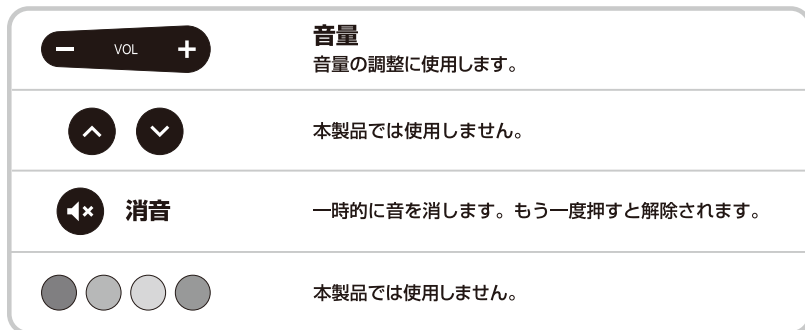 − VOL +
音量
音量の調整に使用します。
本製品では使用しません。
消音
一時的に音を消します。もう一度押すと解除されます。
本製品では使用しません。